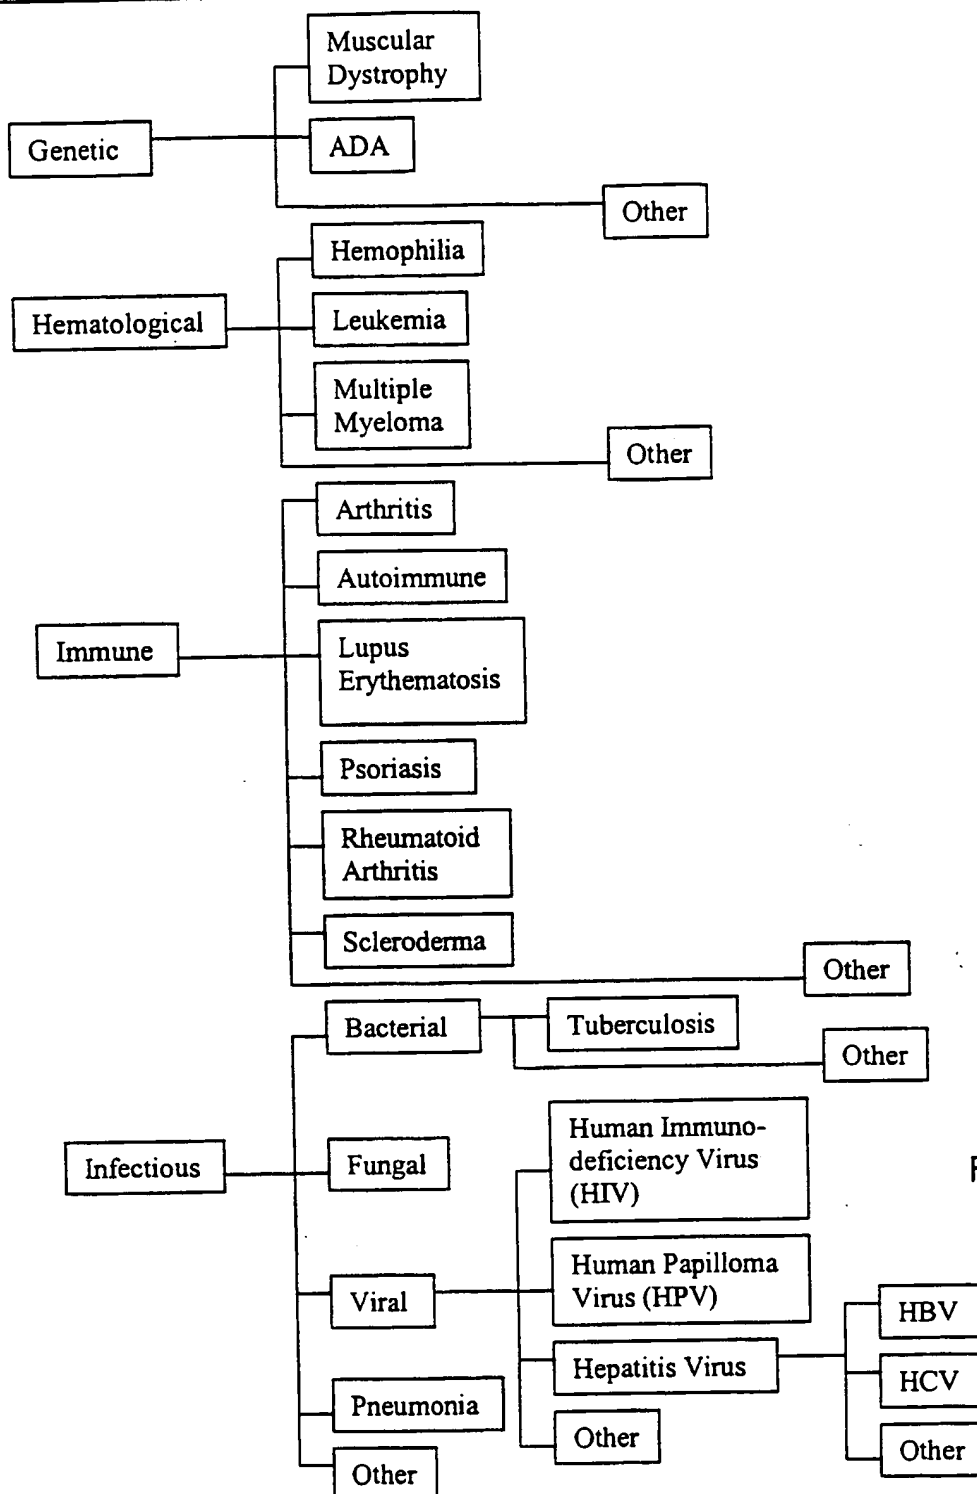 Muscular
Dystrophy
Genetic
ADA
Other
Hemophilia
Hematological
Leukemia
Multiple
Myeloma
Other
Arthritis
Autoimmune
Immune
Lupus
Erythematosis
Psoriasis
Rheumatoid
Arthritis
Scleroderma
Other
Bacterial
Tuberculosis
Other
Infectious
Fungal
Human Immuno-
deficiency Virus
(HIV)
F
Viral
Human Papilloma
Virus (HPV)
Hepatitis Virus
HBV
HCV
Other
Pneumonia
Other
Other